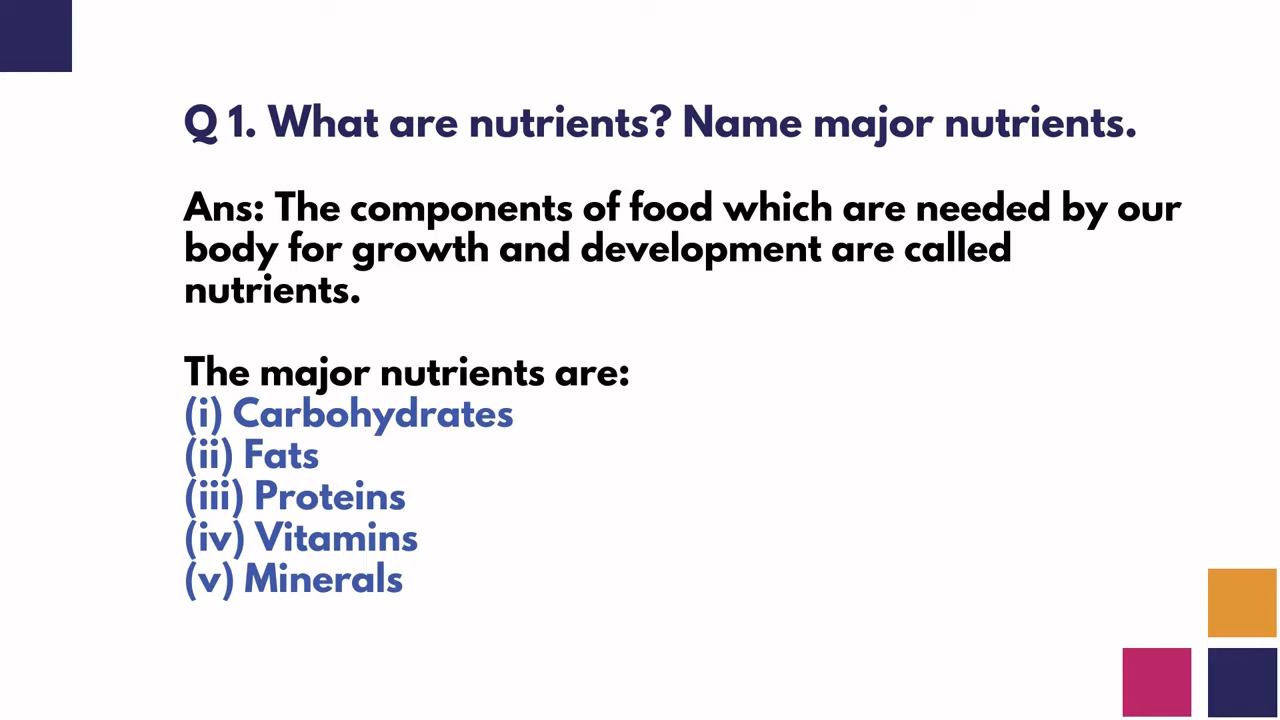 Q 1. What are nutrients? Name major nutrients.
Ans: The components of food which are needed by our
body for growth and development are called
nutrients.
The major nutrients are:
(i) Carbohydrates
(ii) Fats
(iii) Proteins
(iv) Vitamins
(v) Minerals